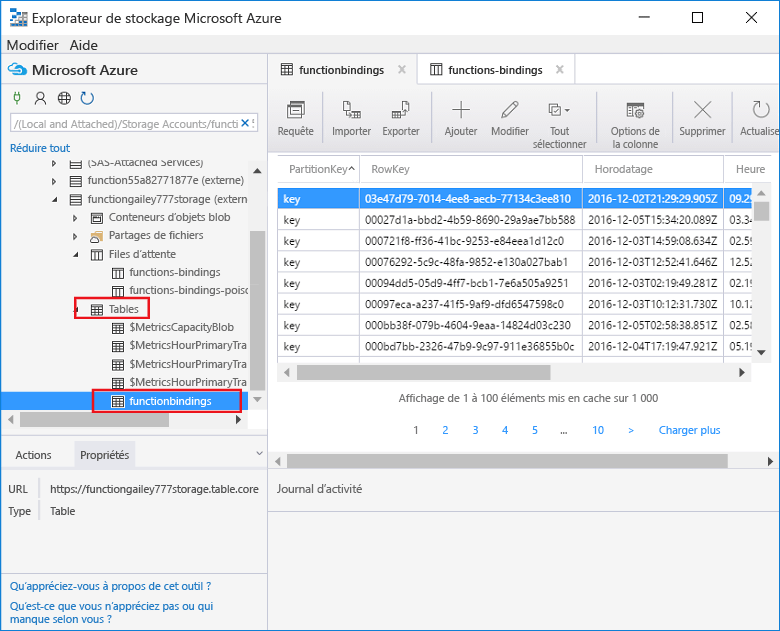 Explorateur de stockage Microsoft Azure
Modifier Aide
Microsoft Azure
/(Local and Attached)/Storage Accounts/functi
Réduire tout
(SAS-Attached Services)
function55a82771877e (externe)
functiongailey777storage (extern
Conteneurs d'objets blob
Partages de fichiers
Files d'attente
functions-bindings
functions-bindings-poiso
Tables
$MetricsCapacityBlob
$MetricsHourPrimaryTra
$MetricsHourPrimaryTra
$MetricsHourPrimaryTra
functionbindings
Actions Propriétés
URL https://functiongailey777storage.table.core
Type Table
Qu'appréciez-vous à propos de cet outil ?
Qu'est-ce que vous n'appréciez pas ou qui
manque selon vous ?
functionbindings functions-bindings
Requête Importer Exporter Ajouter Modifier Tout sélectionner Options de la colonne Supprimer Actualise
PartitionKey RowKey Horodatage Heure
key 03e47d79-7014-4ee8-aecb-77134c3ee810 2016-12-02T21:29:29.905Z 09.29
key 00027d1a-bbd2-4b59-8690-29a9ae7bb588 2016-12-05T15:34:20.089Z 03.34
key 000721f8-ff36-41bc-9253-e84eea1d12c0 2016-12-03T14:59:08.634Z 02.59
key 00076292-5c9c-48fa-9852-e130a027bab1 2016-12-03T12:52:41.646Z 12.52
key 00094dd5-05d9-4ff7-bcb1-7e6a505a9251 2016-12-03T02:19:49.281Z 02.19
key 00097eca-a237-41f5-9af9-dfd6547598c0 2016-12-03T10:12:31.730Z 10.12
key 000bb38f-079b-4604-9eaa-14824d03c230 2016-12-05T02:58:38.851Z 02.58
key 000bd7bb-2326-47b9-9c97-911e36855b0c 2016-12-04T17:19:47.921Z 05.19
Affichage de 1 à 100 éléments mis en cache sur 1 000
1 2 3 4 5 ... 10 > Charger plus
Journal d'activité